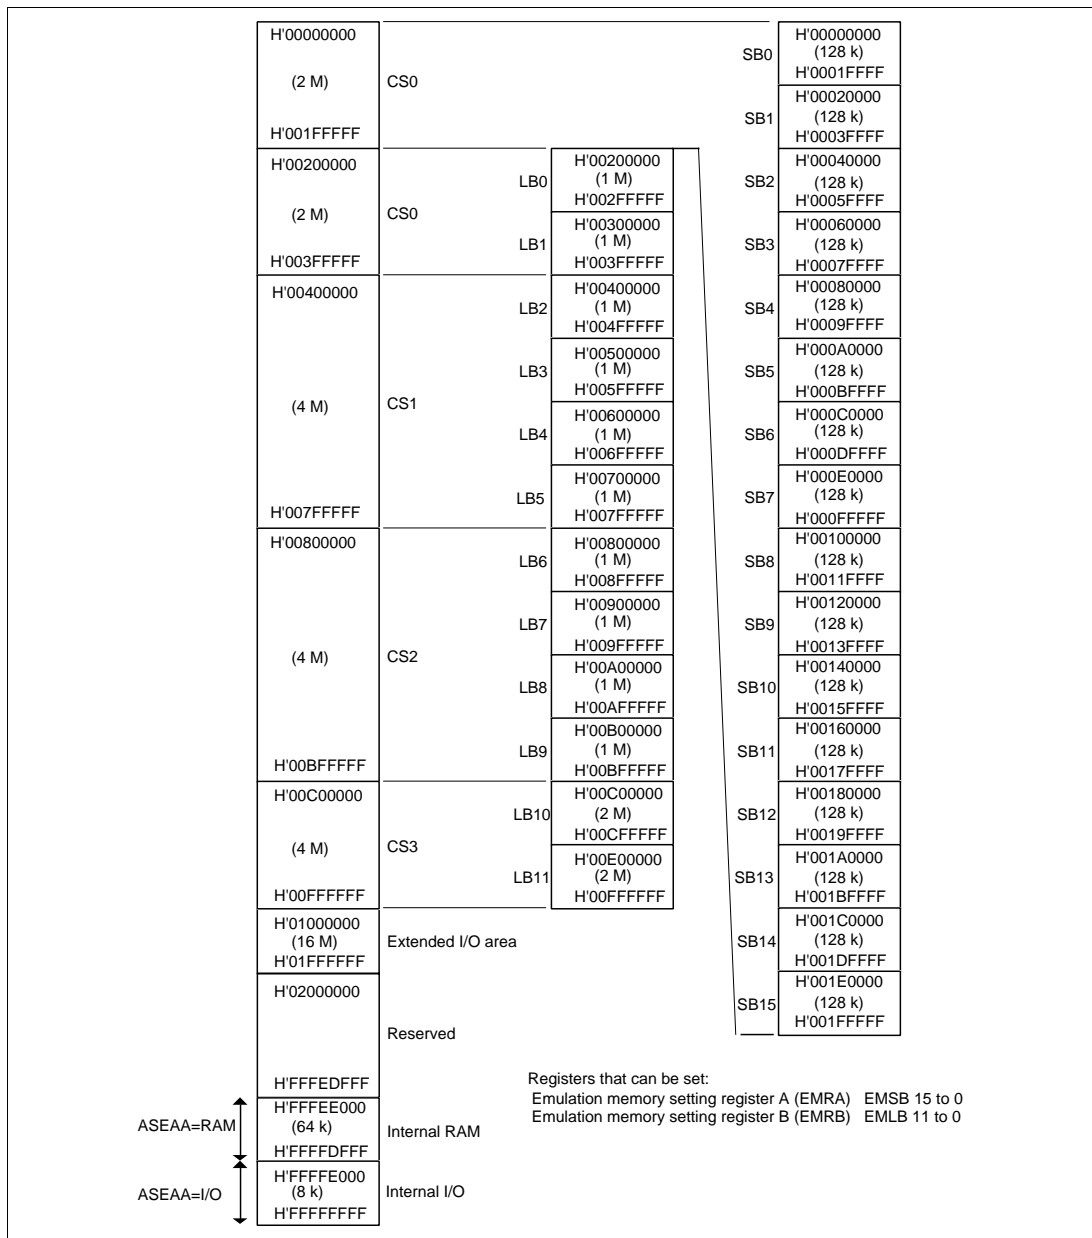 H'00000000
(2 M)
CS0
H'001FFFFF
H'00200000
(2 M)
CS0
H'003FFFFF
H'00400000
(4 M)
CS1
H'007FFFFF
H'00800000
(4 M)
CS2
H'00BFFFFF
H'00C00000
(4 M)
CS3
H'00FFFFFF
H'01000000
(16 M)
H'01FFFFFF
Extended I/O area
H'02000000
Reserved
H'FFFEDFFF
ASEAA=RAM
H'FFFEE000
(64 k)
H'FFFFDFFF
Internal RAM
ASEAA=I/O
H'FFFFE000
(8 k)
H'FFFFFFFF
Internal I/O
LB0
H'00200000
(1 M)
H'002FFFFF
LB1
H'00300000
(1 M)
H'003FFFFF
LB2
H'00400000
(1 M)
H'004FFFFF
LB3
H'00500000
(1 M)
H'005FFFFF
LB4
H'00600000
(1 M)
H'006FFFFF
LB5
H'00700000
(1 M)
H'007FFFFF
LB6
H'00800000
(1 M)
H'008FFFFF
LB7
H'00900000
(1 M)
H'009FFFFF
LB8
H'00A00000
(1 M)
H'00AFFFFF
LB9
H'00B00000
(1 M)
H'00BFFFFF
LB10
H'00C00000
(2 M)
H'00CFFFFF
LB11
H'00E00000
(2 M)
H'00FFFFFF
SB0
H'00000000
(128 k)
H'0001FFFF
SB1
H'00020000
(128 k)
H'0003FFFF
SB2
H'00040000
(128 k)
H'0005FFFF
SB3
H'00060000
(128 k)
H'0007FFFF
SB4
H'00080000
(128 k)
H'0009FFFF
SB5
H'000A0000
(128 k)
H'000BFFFF
SB6
H'000C0000
(128 k)
H'000DFFFF
SB7
H'000E0000
(128 k)
H'000FFFFF
SB8
H'00100000
(128 k)
H'0011FFFF
SB9
H'00120000
(128 k)
H'0013FFFF
SB10
H'00140000
(128 k)
H'0015FFFF
SB11
H'00160000
(128 k)
H'0017FFFF
SB12
H'00180000
(128 k)
H'0019FFFF
SB13
H'001A0000
(128 k)
H'001BFFFF
SB14
H'001C0000
(128 k)
H'001DFFFF
SB15
H'001E0000
(128 k)
H'001FFFFF
Registers that can be set:
Emulation memory setting register A (EMRA) EMSB 15 to 0
Emulation memory setting register B (EMRB) EMLB 11 to 0